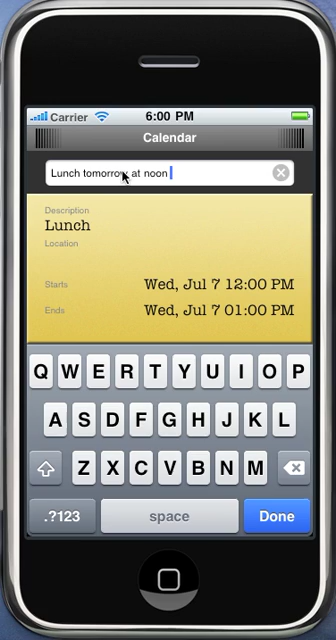 Carrier 6:00 PM
Calendar
Lunch tomorrow at noon
Description
Lunch
Location
Starts Wed, Jul 7 12:00 PM
Ends Wed, Jul 7 01:00 PM
Q W E R T Y U I O P
A S D F G H J K L
Z X C V B N M
.?123 space Done